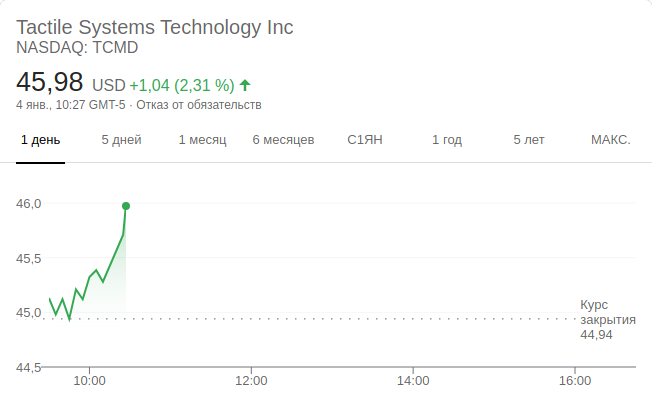 Tactile Systems Technology Inc
NASDAQ: TCMD
45,98 USD +1,04 (2,31 %)
4 янв., 10:27 GMT-5 · Отказ от обязательств
1 день 5 дней 1 месяц 6 месяцев С1ЯН 1 год 5 лет МАКС.
46,0
45,5
45,0
44,5
Курс
закрытия
44,94
10:00 12:00 14:00 16:00